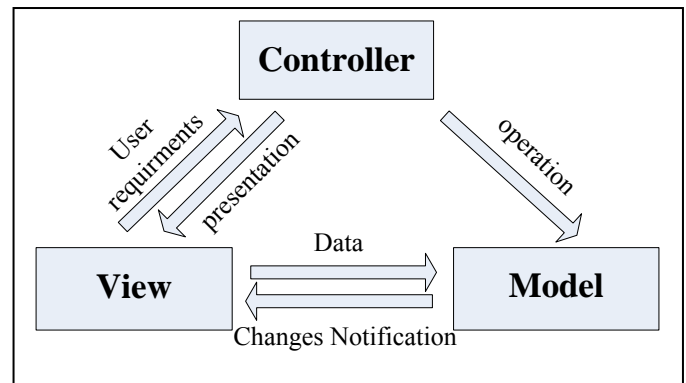 Controller
User
requirments
presentation
operation
Data
View
Model
Changes Notification